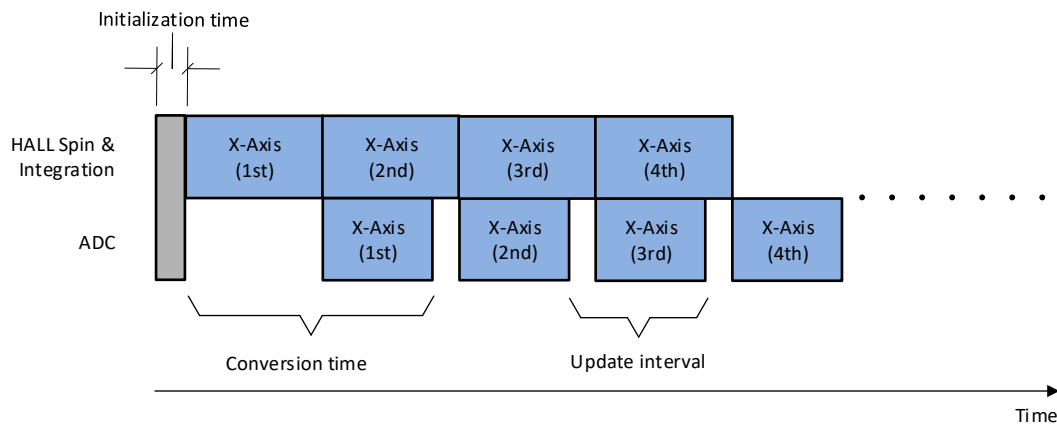 Initialization time
HALL Spin &
Integration
X-Axis
(1st)
X-Axis
(2nd)
X-Axis
(3rd)
X-Axis
(4th)
ADC
X-Axis
(1st)
X-Axis
(2nd)
X-Axis
(3rd)
X-Axis
(4th)
Conversion time
Update interval
Time